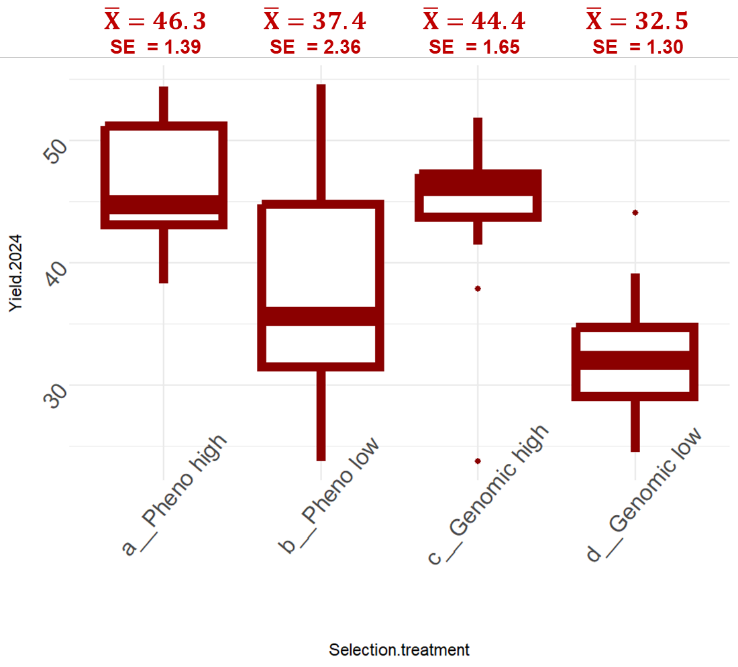 X̅ = 46.3 X̅ = 37.4 X̅ = 44.4 X̅ = 32.5
SE = 1.39 SE = 2.36 SE = 1.65 SE = 1.30
50
40
30
Yield.2024
a__Pheno high
b__Pheno low
c__Genomic high
d__Genomic low
Selection.treatment